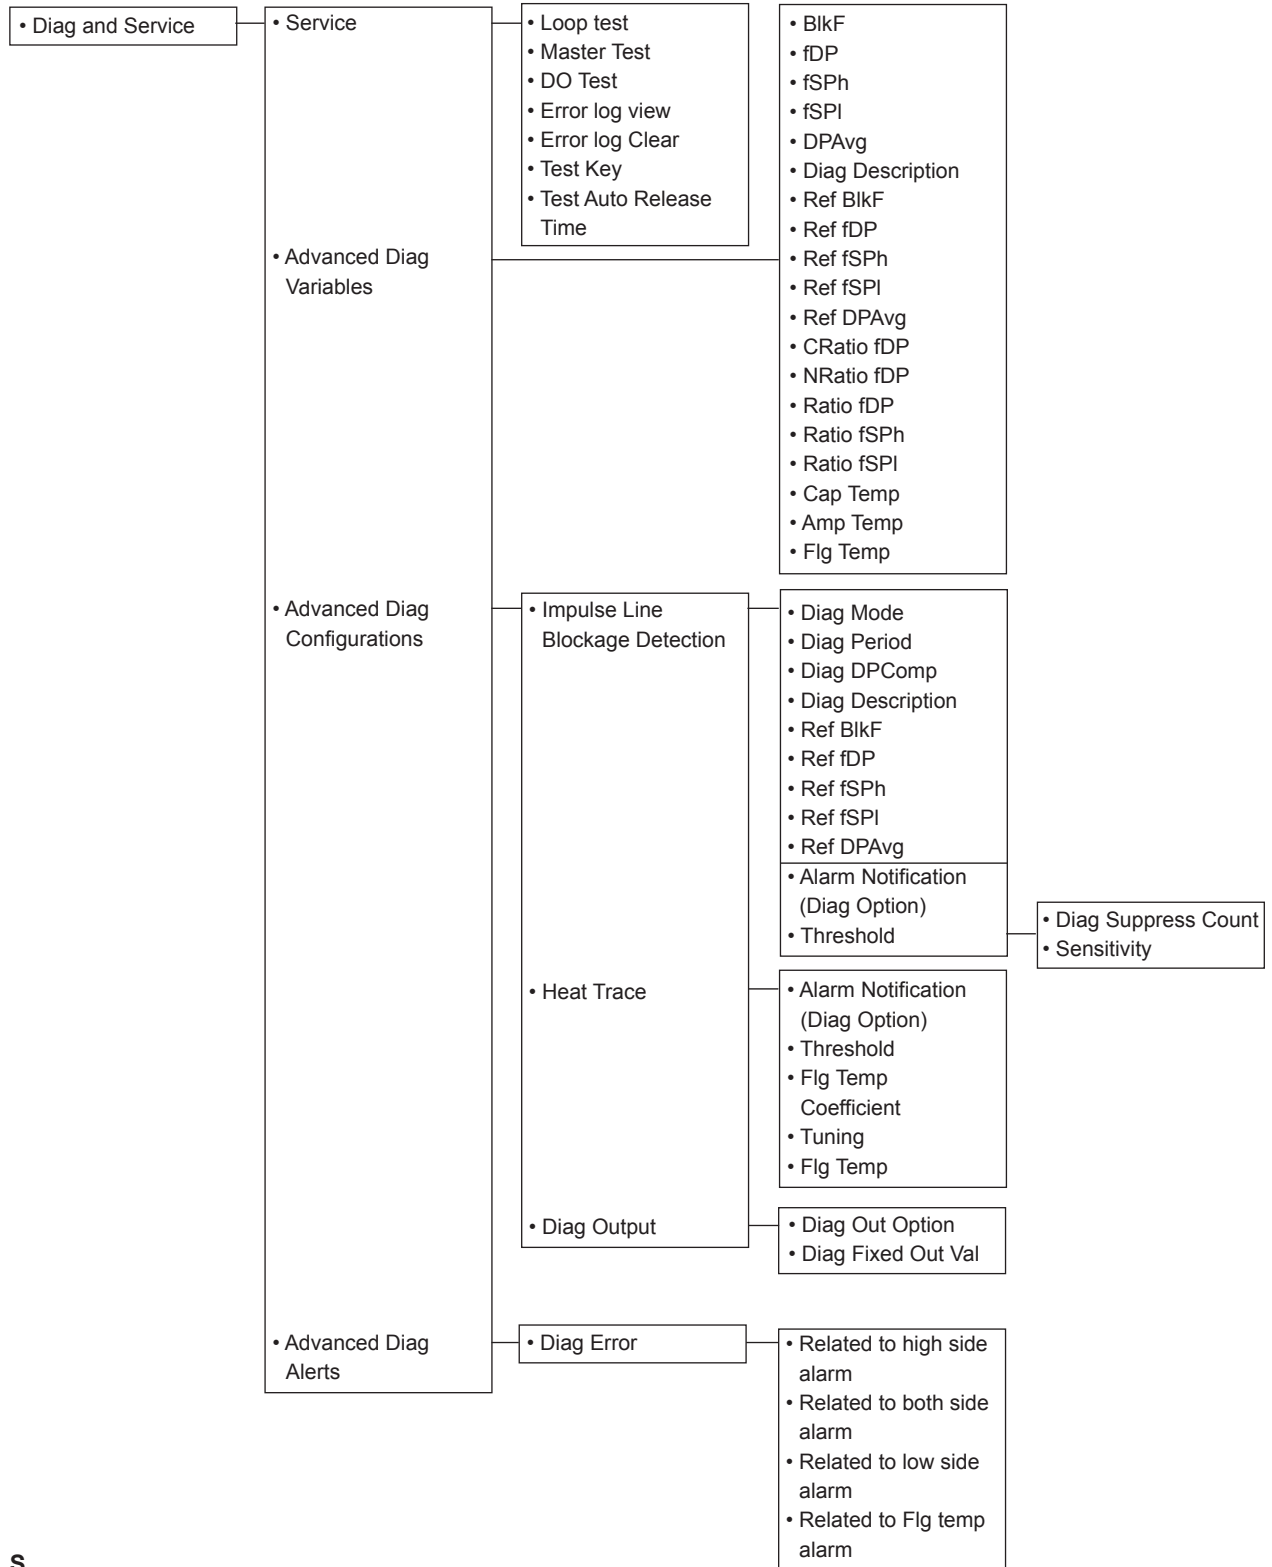 • Diag and Service
• Service
• Advanced Diag
Variables
• Advanced Diag
Configurations
• Advanced Diag
Alerts
• Loop test
• Master Test
• DO Test
• Error log view
• Error log Clear
• Test Key
• Test Auto Release
Time
• BlkF
• fDP
• fSPh
• fSPl
• DPAvg
• Diag Description
• Ref BlkF
• Ref fDP
• Ref fSPh
• Ref fSPl
• Ref DPAvg
• CRatio fDP
• NRatio fDP
• Ratio fDP
• Ratio fSPh
• Ratio fSPl
• Cap Temp
• Amp Temp
• Flg Temp
• Impulse Line
Blockage Detection
• Heat Trace
• Diag Output
• Diag Mode
• Diag Period
• Diag DPComp
• Diag Description
• Ref BlkF
• Ref fDP
• Ref fSPh
• Ref fSPl
• Ref DPAvg
• Alarm Notification
(Diag Option)
• Threshold
• Diag Suppress Count
• Sensitivity
• Alarm Notification
(Diag Option)
• Threshold
• Flg Temp
Coefficient
• Tuning
• Flg Temp
• Diag Out Option
• Diag Fixed Out Val
• Diag Error
• Related to high side
alarm
• Related to both side
alarm
• Related to low side
alarm
• Related to Flg temp
alarm
S